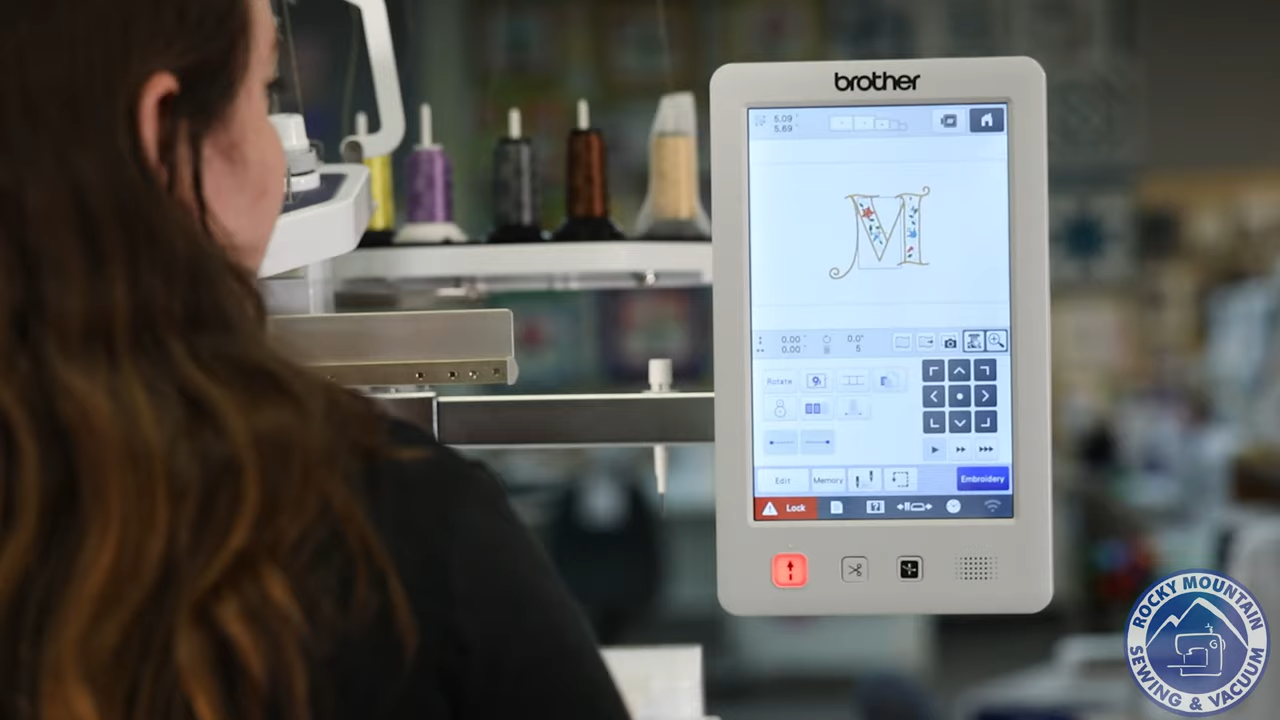 brother
5.09"
5.69"
M
0.00" 0.0°
0.00" 5
Rotate
Edit Memory Embroidery
Lock
ROCKY MOUNTAIN
SEWING & VACUUM